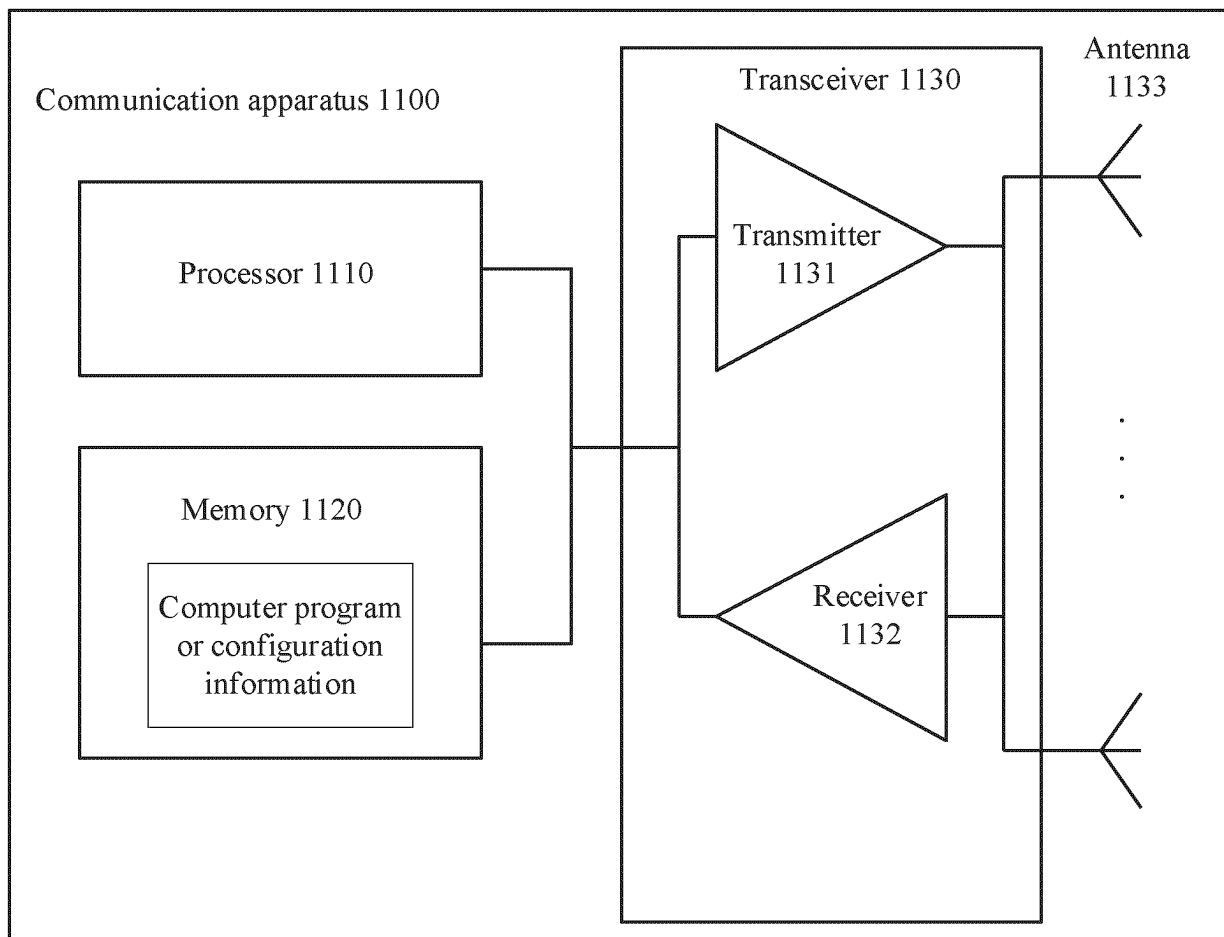 Communication apparatus 1100
Processor 1110
Memory 1120
Computer program
or configuration
information
Transceiver 1130
Transmitter
1131
Receiver
1132
Antenna
1133